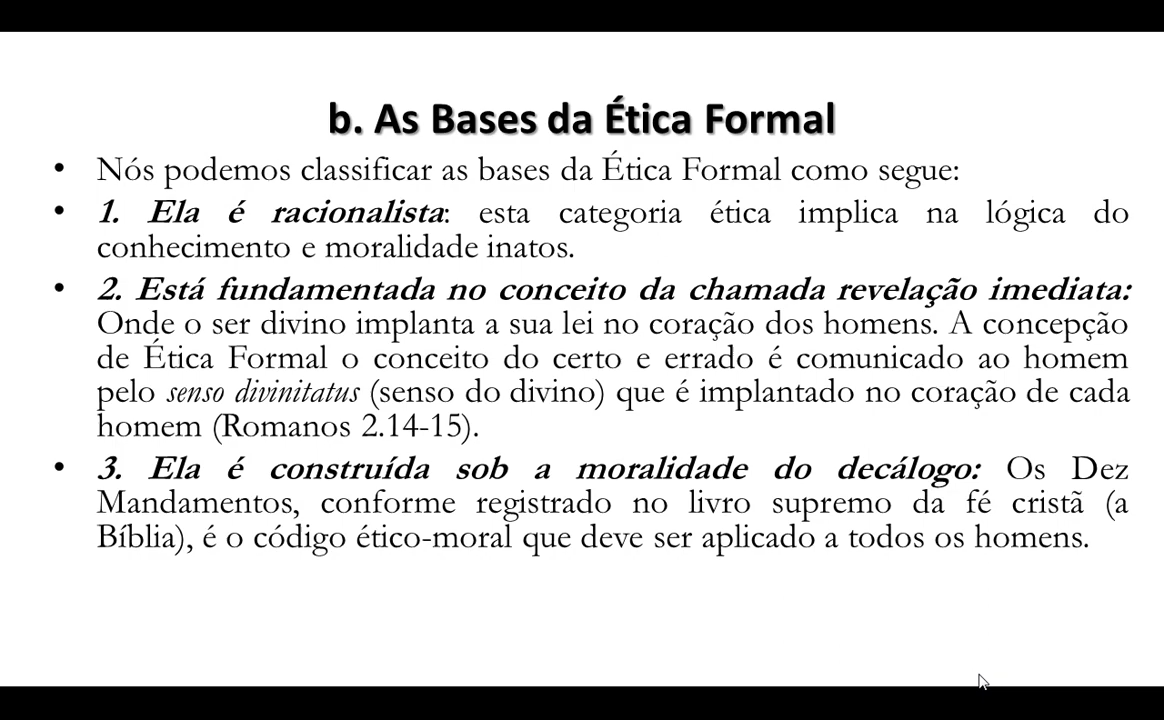 b. As Bases da Ética Formal
• Nós podemos classificar as bases da Ética Formal como segue:
• 1. Ela é racionalista: esta categoria ética implica na lógica do
conhecimento e moralidade inatos.
• 2. Está fundamentada no conceito da chamada revelação imediata:
Onde o ser divino implanta a sua lei no coração dos homens. A concepção
de Ética Formal o conceito do certo e errado é comunicado ao homem
pelo senso divinitatus (senso do divino) que é implantado no coração de cada
homem (Romanos 2.14-15).
• 3. Ela é construída sob a moralidade do decálogo: Os Dez
Mandamentos, conforme registrado no livro supremo da fé cristã (a
Bíblia), é o código ético-moral que deve ser aplicado a todos os homens.